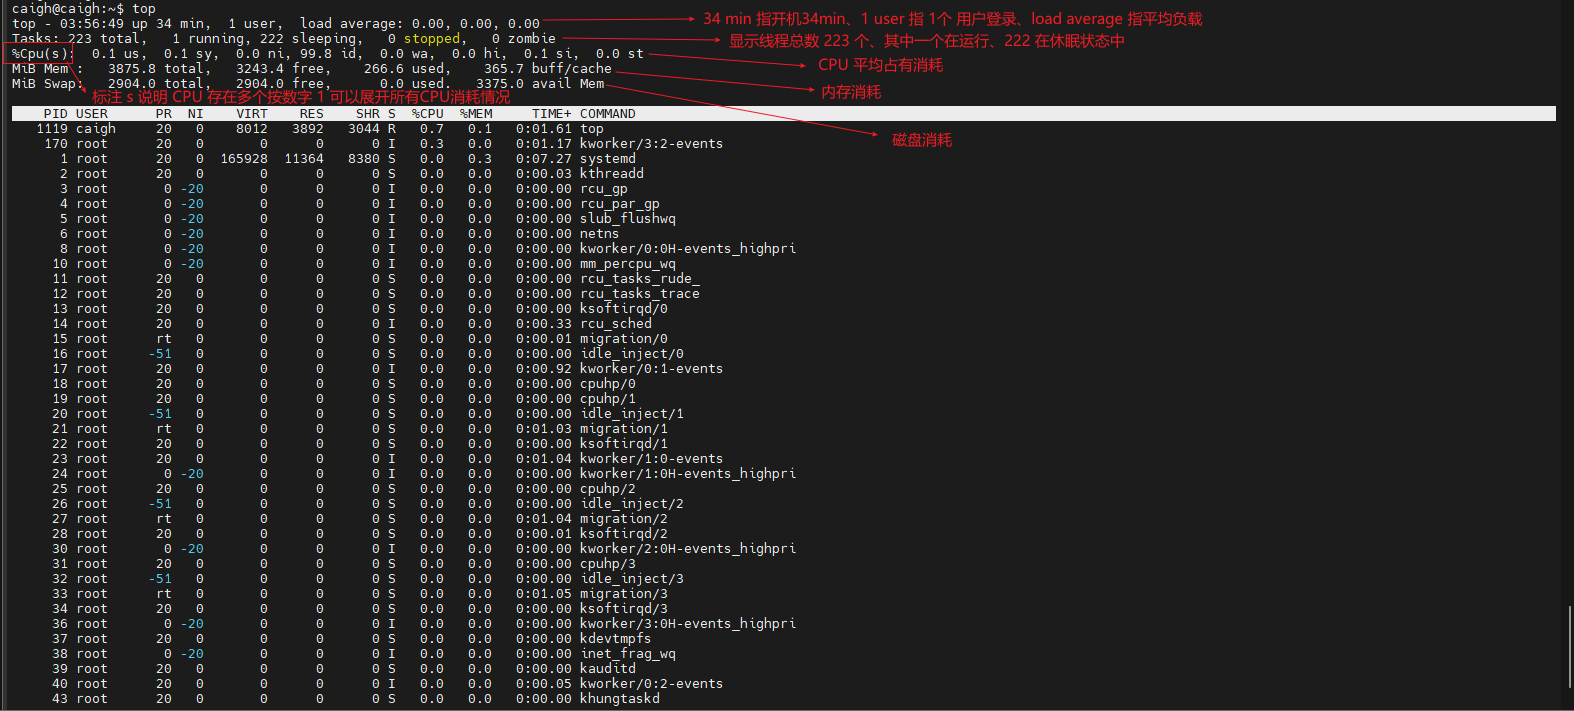 caigh@caigh:~$ top
top - 03:56:49 up 34 min,  1 user,  load average: 0.00, 0.00, 0.00
34 min 指开机34min、1 user 指 1个 用户登录、load average 指平均负载
Tasks: 223 total,   1 running, 222 sleeping,   0 stopped,   0 zombie
显示线程总数 223 个、其中一个在运行、222 在休眠状态中
%Cpu(s):  0.1 us,  0.1 sy,  0.0 ni, 99.8 id,  0.0 wa,  0.0 hi,  0.1 si,  0.0 st
CPU 平均占有消耗
MiB Mem :   3875.8 total,   3243.4 free,    266.6 used,    365.7 buff/cache
内存消耗
MiB Swap:   2904.0 total,   2904.0 free,      0.0 used.   3375.0 avail Mem
标注 s 说明 CPU 存在多个按数字 1 可以展开所有CPU消耗情况
磁盘消耗
PID USER      PR  NI    VIRT    RES    SHR S  %CPU  %MEM     TIME+ COMMAND
1119 caigh     20   0    8012   3892   3044 R   0.7   0.1   0:01.61 top
170 root      20   0       0      0      0 I   0.3   0.0   0:01.17 kworker/3:2-events
1 root      20   0  165928  11364   8380 S   0.0   0.3   0:07.27 systemd
2 root      20   0       0      0      0 S   0.0   0.0   0:00.03 kthreadd
3 root       0 -20       0      0      0 I   0.0   0.0   0:00.00 rcu_gp
4 root       0 -20       0      0      0 I   0.0   0.0   0:00.00 rcu_par_gp
5 root       0 -20       0      0      0 I   0.0   0.0   0:00.00 slub_flushwq
6 root       0 -20       0      0      0 I   0.0   0.0   0:00.00 netns
8 root       0 -20       0      0      0 I   0.0   0.0   0:00.00 kworker/0:0H-events_highpri
10 root       0 -20       0      0      0 I   0.0   0.0   0:00.00 mm_percpu_wq
11 root      20   0       0      0      0 S   0.0   0.0   0:00.00 rcu_tasks_rude_
12 root      20   0       0      0      0 S   0.0   0.0   0:00.00 rcu_tasks_trace
13 root      20   0       0      0      0 S   0.0   0.0   0:00.00 ksoftirqd/0
14 root      20   0       0      0      0 I   0.0   0.0   0:00.33 rcu_sched
15 root      rt   0       0      0      0 S   0.0   0.0   0:00.01 migration/0
16 root     -51   0       0      0      0 S   0.0   0.0   0:00.00 idle_inject/0
17 root      20   0       0      0      0 I   0.0   0.0   0:00.92 kworker/0:1-events
18 root      20   0       0      0      0 S   0.0   0.0   0:00.00 cpuhp/0
19 root      20   0       0      0      0 S   0.0   0.0   0:00.00 cpuhp/1
20 root     -51   0       0      0      0 S   0.0   0.0   0:00.00 idle_inject/1
21 root      rt   0       0      0      0 S   0.0   0.0   0:01.03 migration/1
22 root      20   0       0      0      0 S   0.0   0.0   0:00.00 ksoftirqd/1
23 root      20   0       0      0      0 I   0.0   0.0   0:01.04 kworker/1:0-events
24 root       0 -20       0      0      0 I   0.0   0.0   0:00.00 kworker/1:0H-events_highpri
25 root      20   0       0      0      0 S   0.0   0.0   0:00.00 cpuhp/2
26 root     -51   0       0      0      0 S   0.0   0.0   0:00.00 idle_inject/2
27 root      rt   0       0      0      0 S   0.0   0.0   0:01.04 migration/2
28 root      20   0       0      0      0 S   0.0   0.0   0:00.01 ksoftirqd/2
30 root       0 -20       0      0      0 I   0.0   0.0   0:00.00 kworker/2:0H-events_highpri
31 root      20   0       0      0      0 S   0.0   0.0   0:00.00 cpuhp/3
32 root     -51   0       0      0      0 S   0.0   0.0   0:00.00 idle_inject/3
33 root      rt   0       0      0      0 S   0.0   0.0   0:01.05 migration/3
34 root      20   0       0      0      0 S   0.0   0.0   0:00.00 ksoftirqd/3
36 root       0 -20       0      0      0 I   0.0   0.0   0:00.00 kworker/3:0H-events_highpri
37 root      20   0       0      0      0 S   0.0   0.0   0:00.00 kdevtmpfs
38 root       0 -20       0      0      0 I   0.0   0.0   0:00.00 inet_frag_wq
39 root      20   0       0      0      0 S   0.0   0.0   0:00.00 kauditd
40 root      20   0       0      0      0 I   0.0   0.0   0:00.05 kworker/0:2-events
43 root      20   0       0      0      0 S   0.0   0.0   0:00.00 khungtaskd